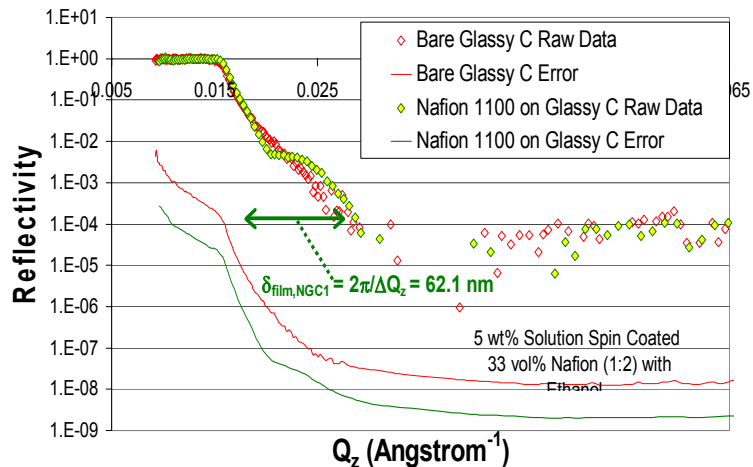 1.E+01
1.E+00
1.E-01
1.E-02
1.E-03
1.E-04
1.E-05
1.E-06
1.E-07
1.E-08
1.E-09
Reflectivity
0.005
0.015
0.025
065
Bare Glassy C Raw Data
Bare Glassy C Error
Nafion 1100 on Glassy C Raw Data
Nafion 1100 on Glassy C Error
δfilm,NGC1 = 2π/ΔQz = 62.1 nm
5 wt% Solution Spin Coated
33 vol% Nafion (1:2) with
Ethanol
Qz (Angstrom⁻¹)